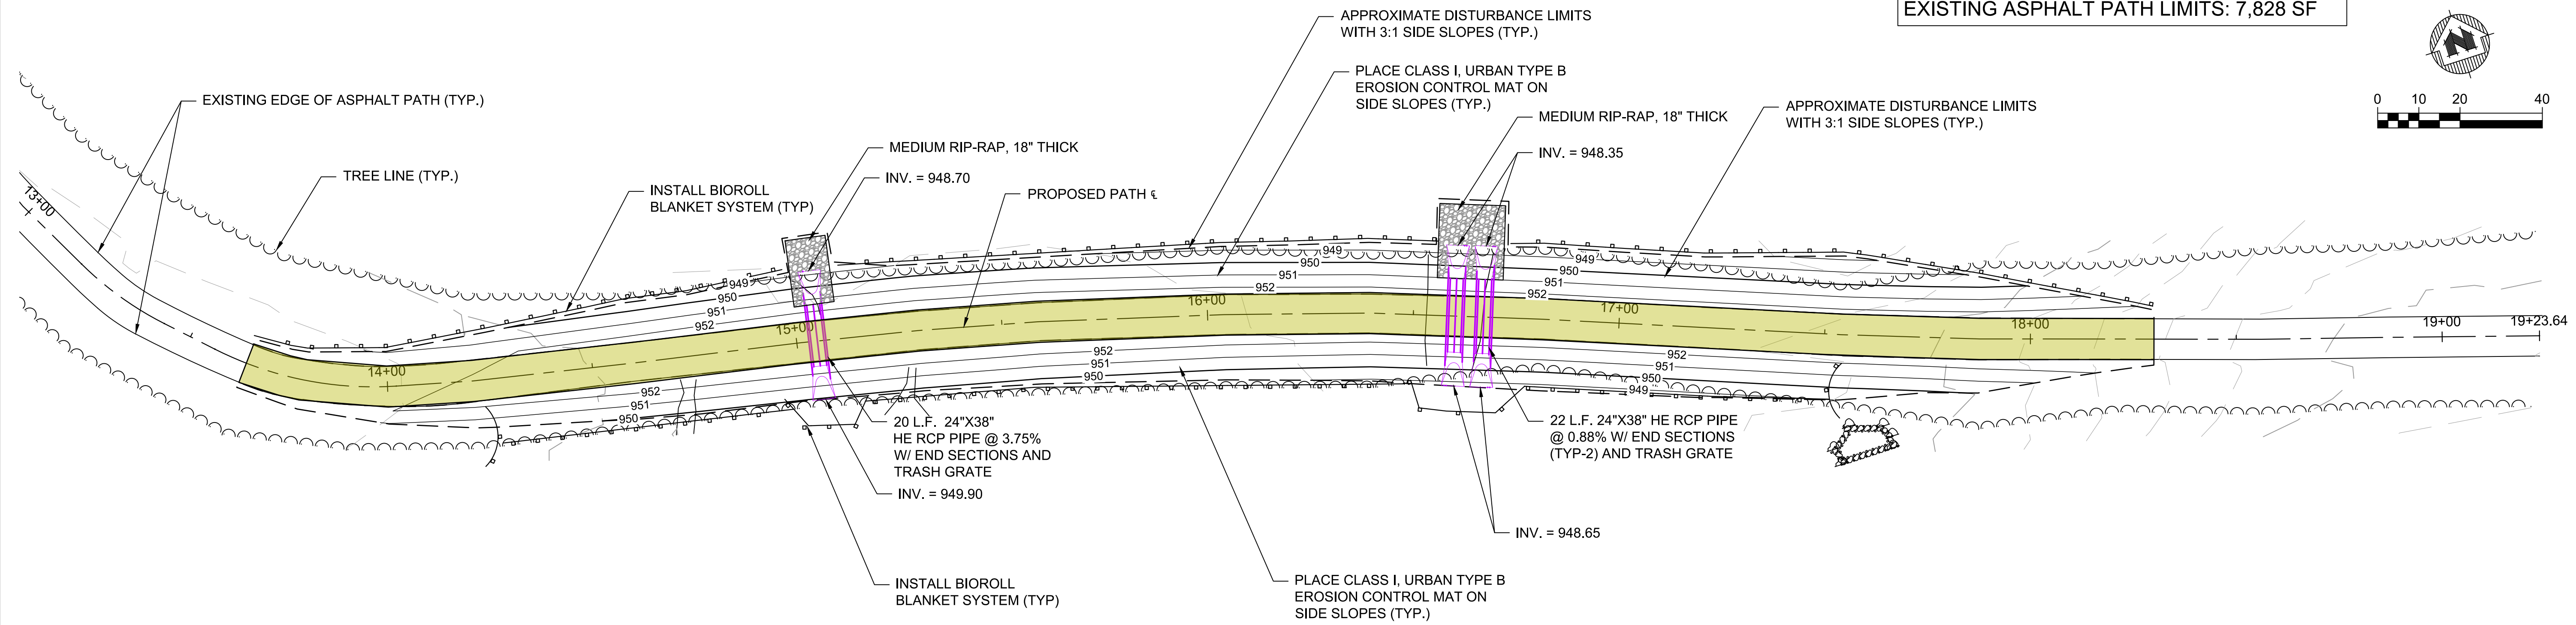 EXISTING ASPHALT PATH LIMITS: 7,828 SF
APPROXIMATE DISTURBANCE LIMITS
WITH 3:1 SIDE SLOPES (TYP.)
N
PLACE CLASS I, URBAN TYPE B
EROSION CONTROL MAT ON
SIDE SLOPES (TYP.)
EXISTING EDGE OF ASPHALT PATH (TYP.)
APPROXIMATE DISTURBANCE LIMITS
WITH 3:1 SIDE SLOPES (TYP.)
0 10 20 40
MEDIUM RIP-RAP, 18" THICK
MEDIUM RIP-RAP, 18" THICK
INV. = 948.35
TREE LINE (TYP.)
INV. = 948.70
INSTALL BIOROLL
BLANKET SYSTEM (TYP)
PROPOSED PATH ℄
13+00
949
950
951
952
949
950
951
952
949
950
951
952
14+00
15+00
16+00
17+00
18+00
19+00
19+23.64
952
951
950
952
951
950
952
951
950
949
20 L.F. 24"X38"
HE RCP PIPE @ 3.75%
W/ END SECTIONS AND
TRASH GRATE
INV. = 949.90
22 L.F. 24"X38" HE RCP PIPE
@ 0.88% W/ END SECTIONS
(TYP-2) AND TRASH GRATE
INV. = 948.65
INSTALL BIOROLL
BLANKET SYSTEM (TYP)
PLACE CLASS I, URBAN TYPE B
EROSION CONTROL MAT ON
SIDE SLOPES (TYP.)